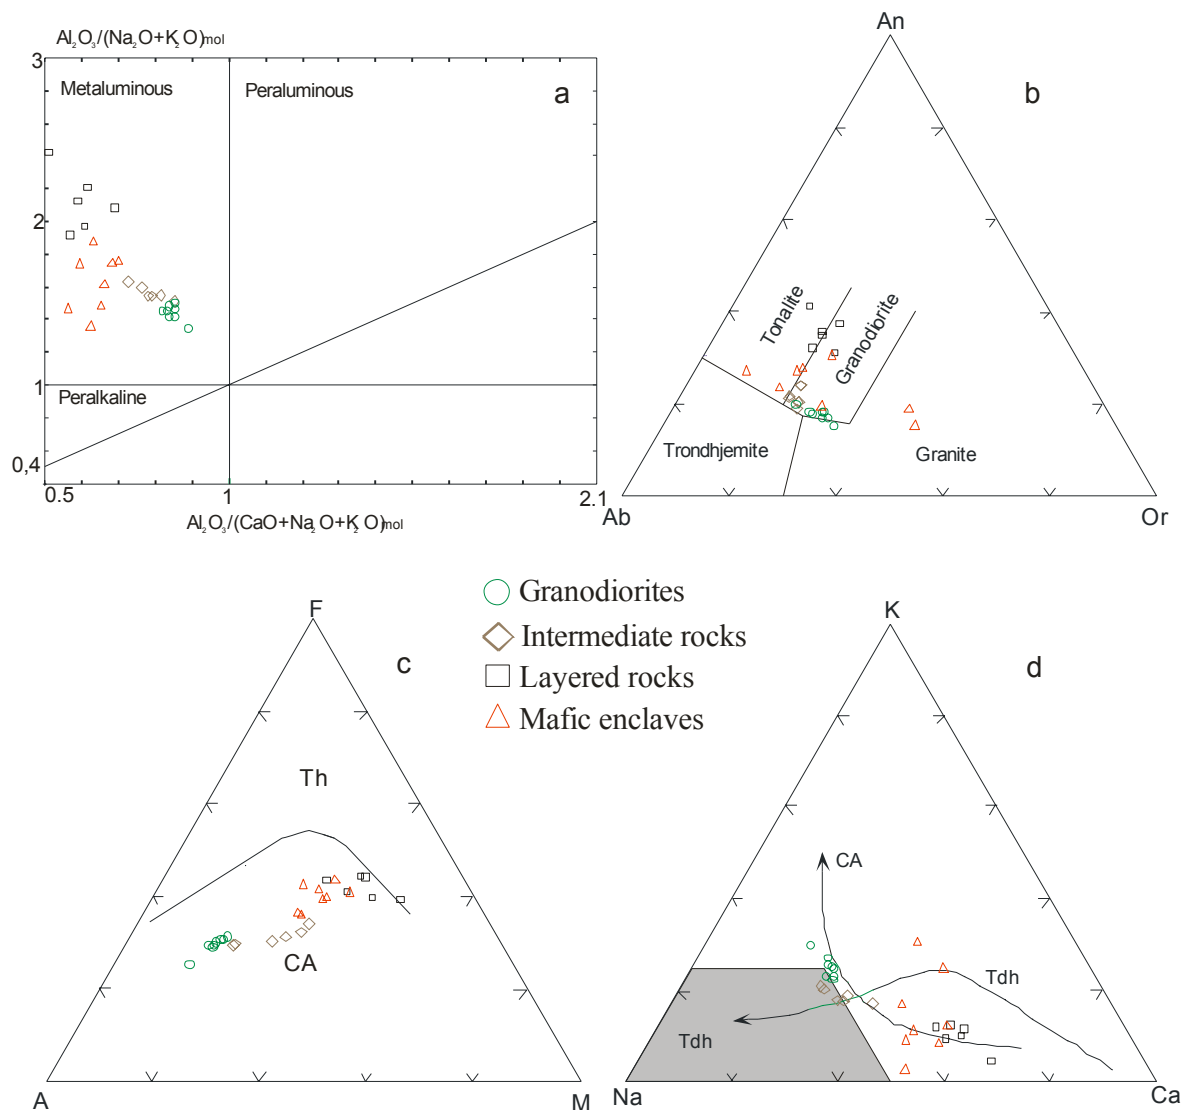 Al₂O₃/(Na₂O+K₂O)mol
3
Metaluminous
Peraluminous
a
2
1
Peralkaline
0,4
0.5
1
2.1
Al₂O₃/(CaO+Na₂O+K₂O)mol
An
b
Tonalite
Granodiorite
Trondhjemite
Granite
Ab
Or
Granodiorites
Intermediate rocks
Layered rocks
Mafic enclaves
F
c
Th
CA
A
M
K
d
CA
Tdh
Tdh
Na
Ca